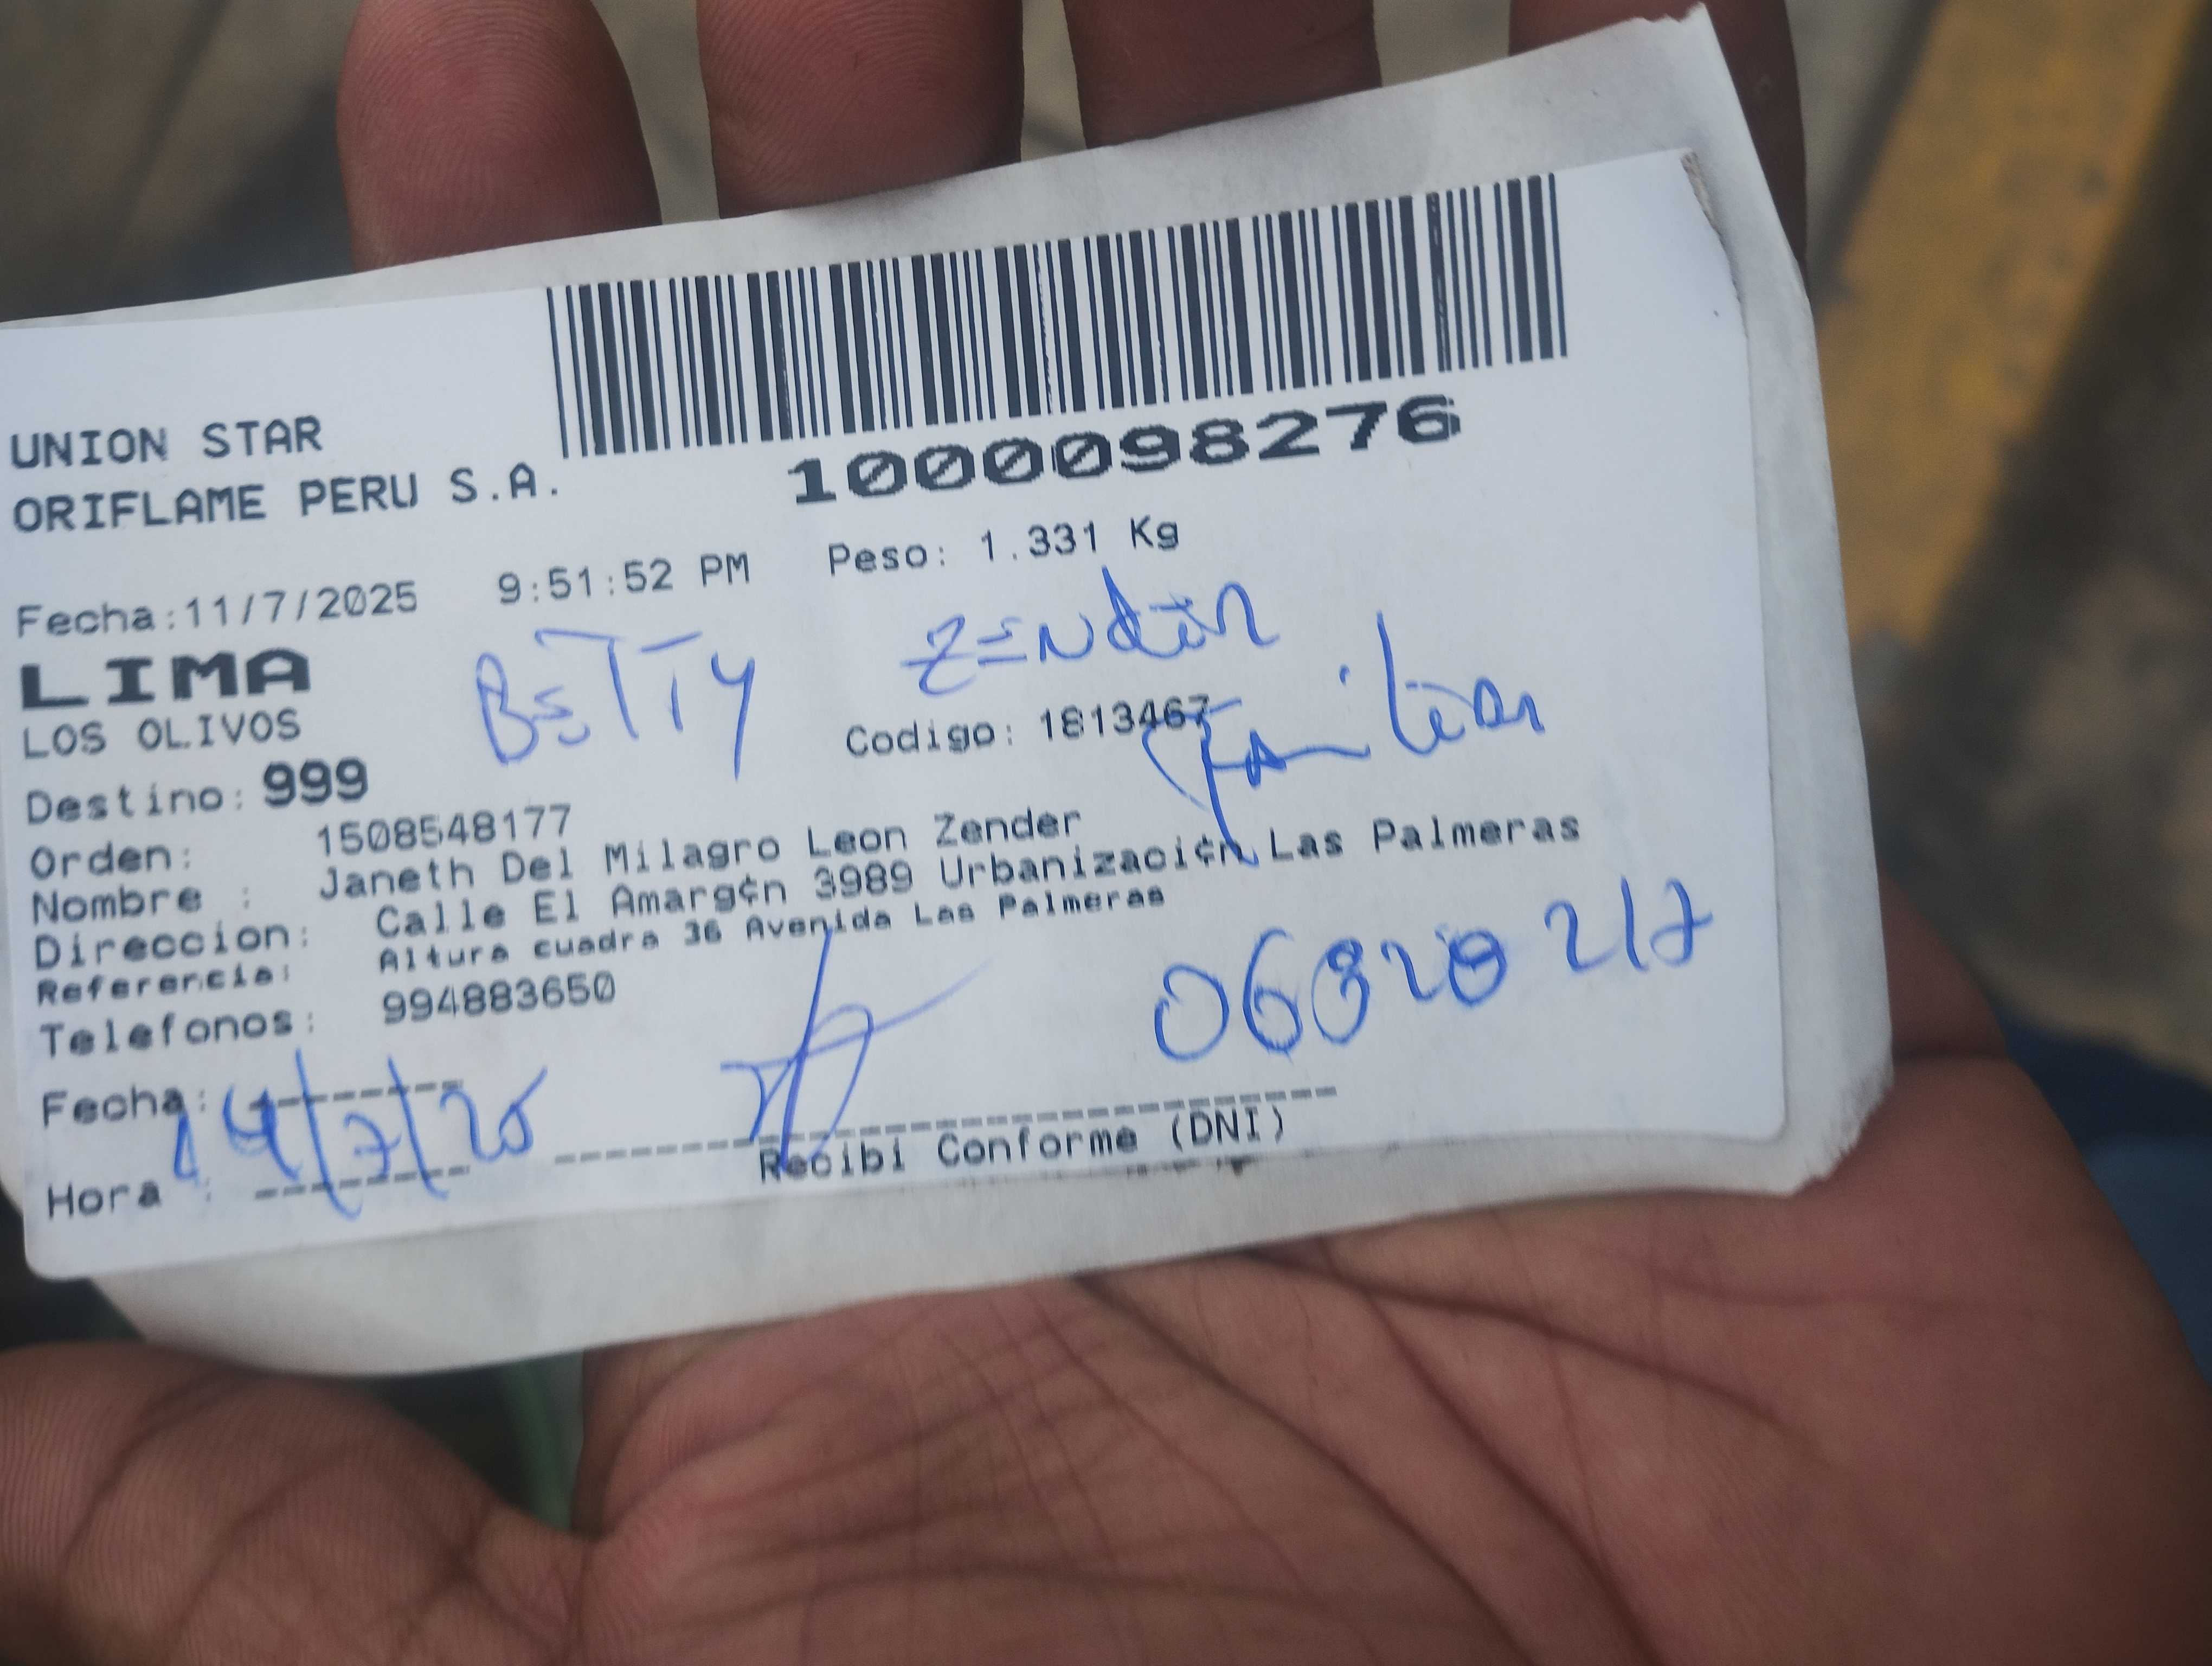 1000098276
UNION STAR
ORIFLAME PERU S.A.
Fecha:11/7/2025 9:51:52 PM Peso: 1.331 Kg
LIMA
BETTY ZENDER
LOS OLIVOS
Codigo: 1813467
Familiar
Destino: 999
Orden: 1508548177
Nombre : Janeth Del Milagro Leon Zender
Direccion: Calle El Amarg¢n 3989 Urbanizaci¢n Las Palmeras
Referencia: Altura cuadra 36 Avenida Las Palmeras
Telefonos: 994883650
Fecha: 14/7/25
Hora :
Recibi Conforme (DNI)